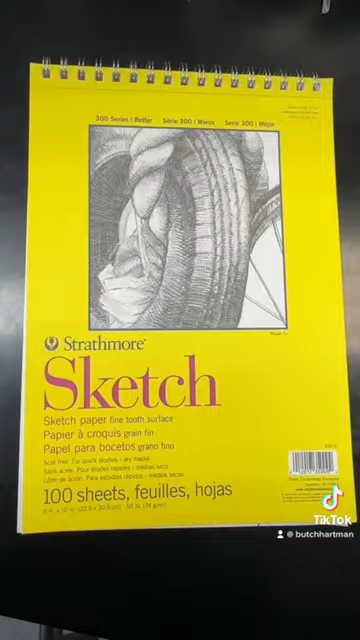 300 Series | Better Série 300 | Mieux Serie 300 | Mejor
Strathmore
Sketch
Sketch paper fine tooth surface
Papier à croquis grain fin
Papel para bocetos grano fino
Acid free. For quick studies - dry media
Sans acide. Pour études rapides - médias secs
Libre de ácido. Para estudios rápidos - medios secos
100 sheets, feuilles, hojas
9 in. x 12 in. (22.9 x 30.5 cm) 50 lb. (74 g/m²)
TikTok
@ butchhartman